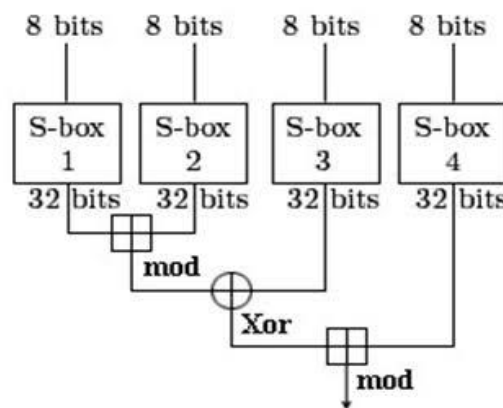 8 bits 8 bits 8 bits 8 bits
S-box S-box S-box S-box
1 2 3 4
32 bits 32 bits 32 bits 32 bits
mod
Xor
mod